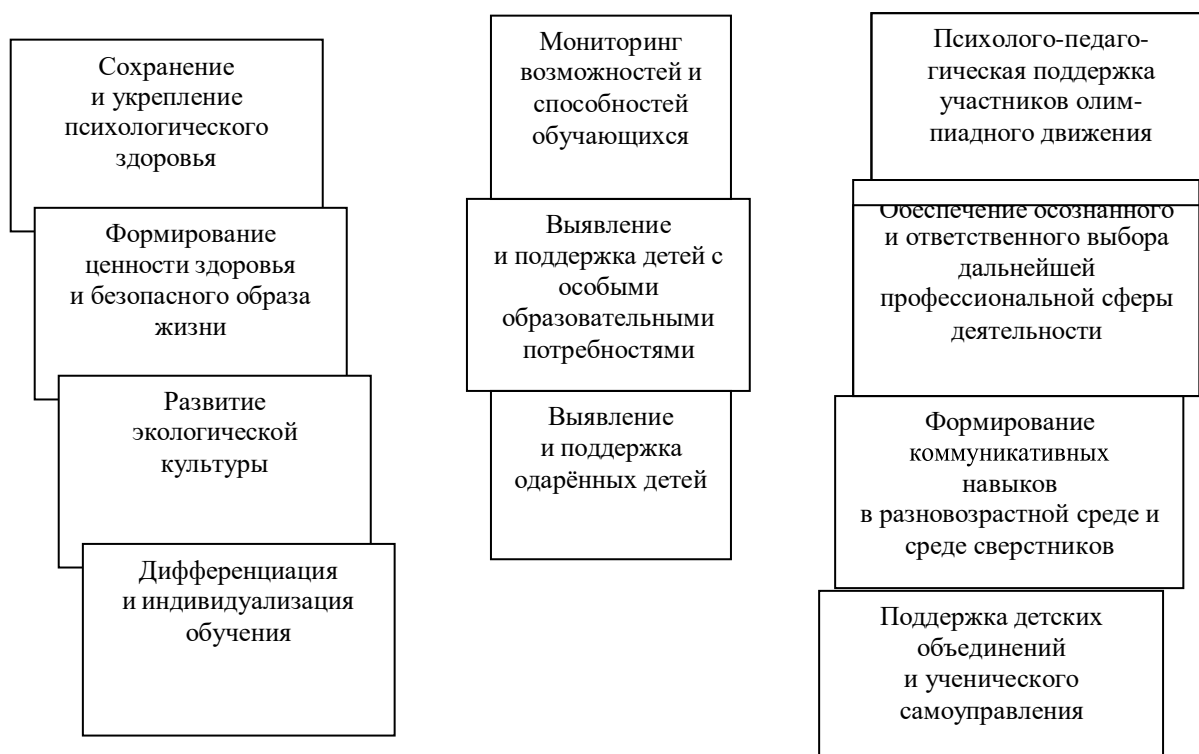 Сохранение
и укрепление
психологического
здоровья
Формирование
ценности здоровья
и безопасного образа
жизни
Развитие
экологической
культуры
Дифференциация
и индивидуализация
обучения
Мониторинг
возможностей и
способностей
обучающихся
Выявление
и поддержка детей с
особыми
образовательными
потребностями
Выявление
и поддержка
одарённых детей
Психолого-педаго-
гическая поддержка
участников олим-
пиадного движения
Обеспечение осознанного
и ответственного выбора
дальнейшей
профессиональной сферы
деятельности
Формирование
коммуникативных
навыков
в разновозрастной среде и
среде сверстников
Поддержка детских
объединений
и ученического
самоуправления